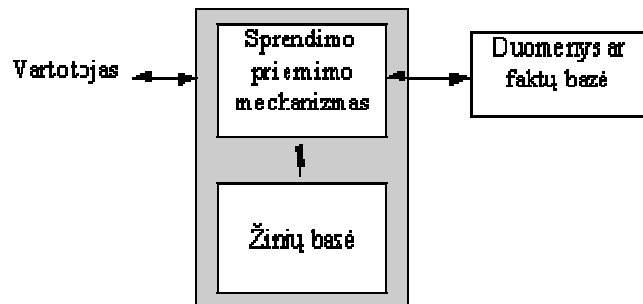 Vartotojas
Sprendimo
priėmimo
mechanizmas
Duomenys ar
faktų bazė
Žinių bazė